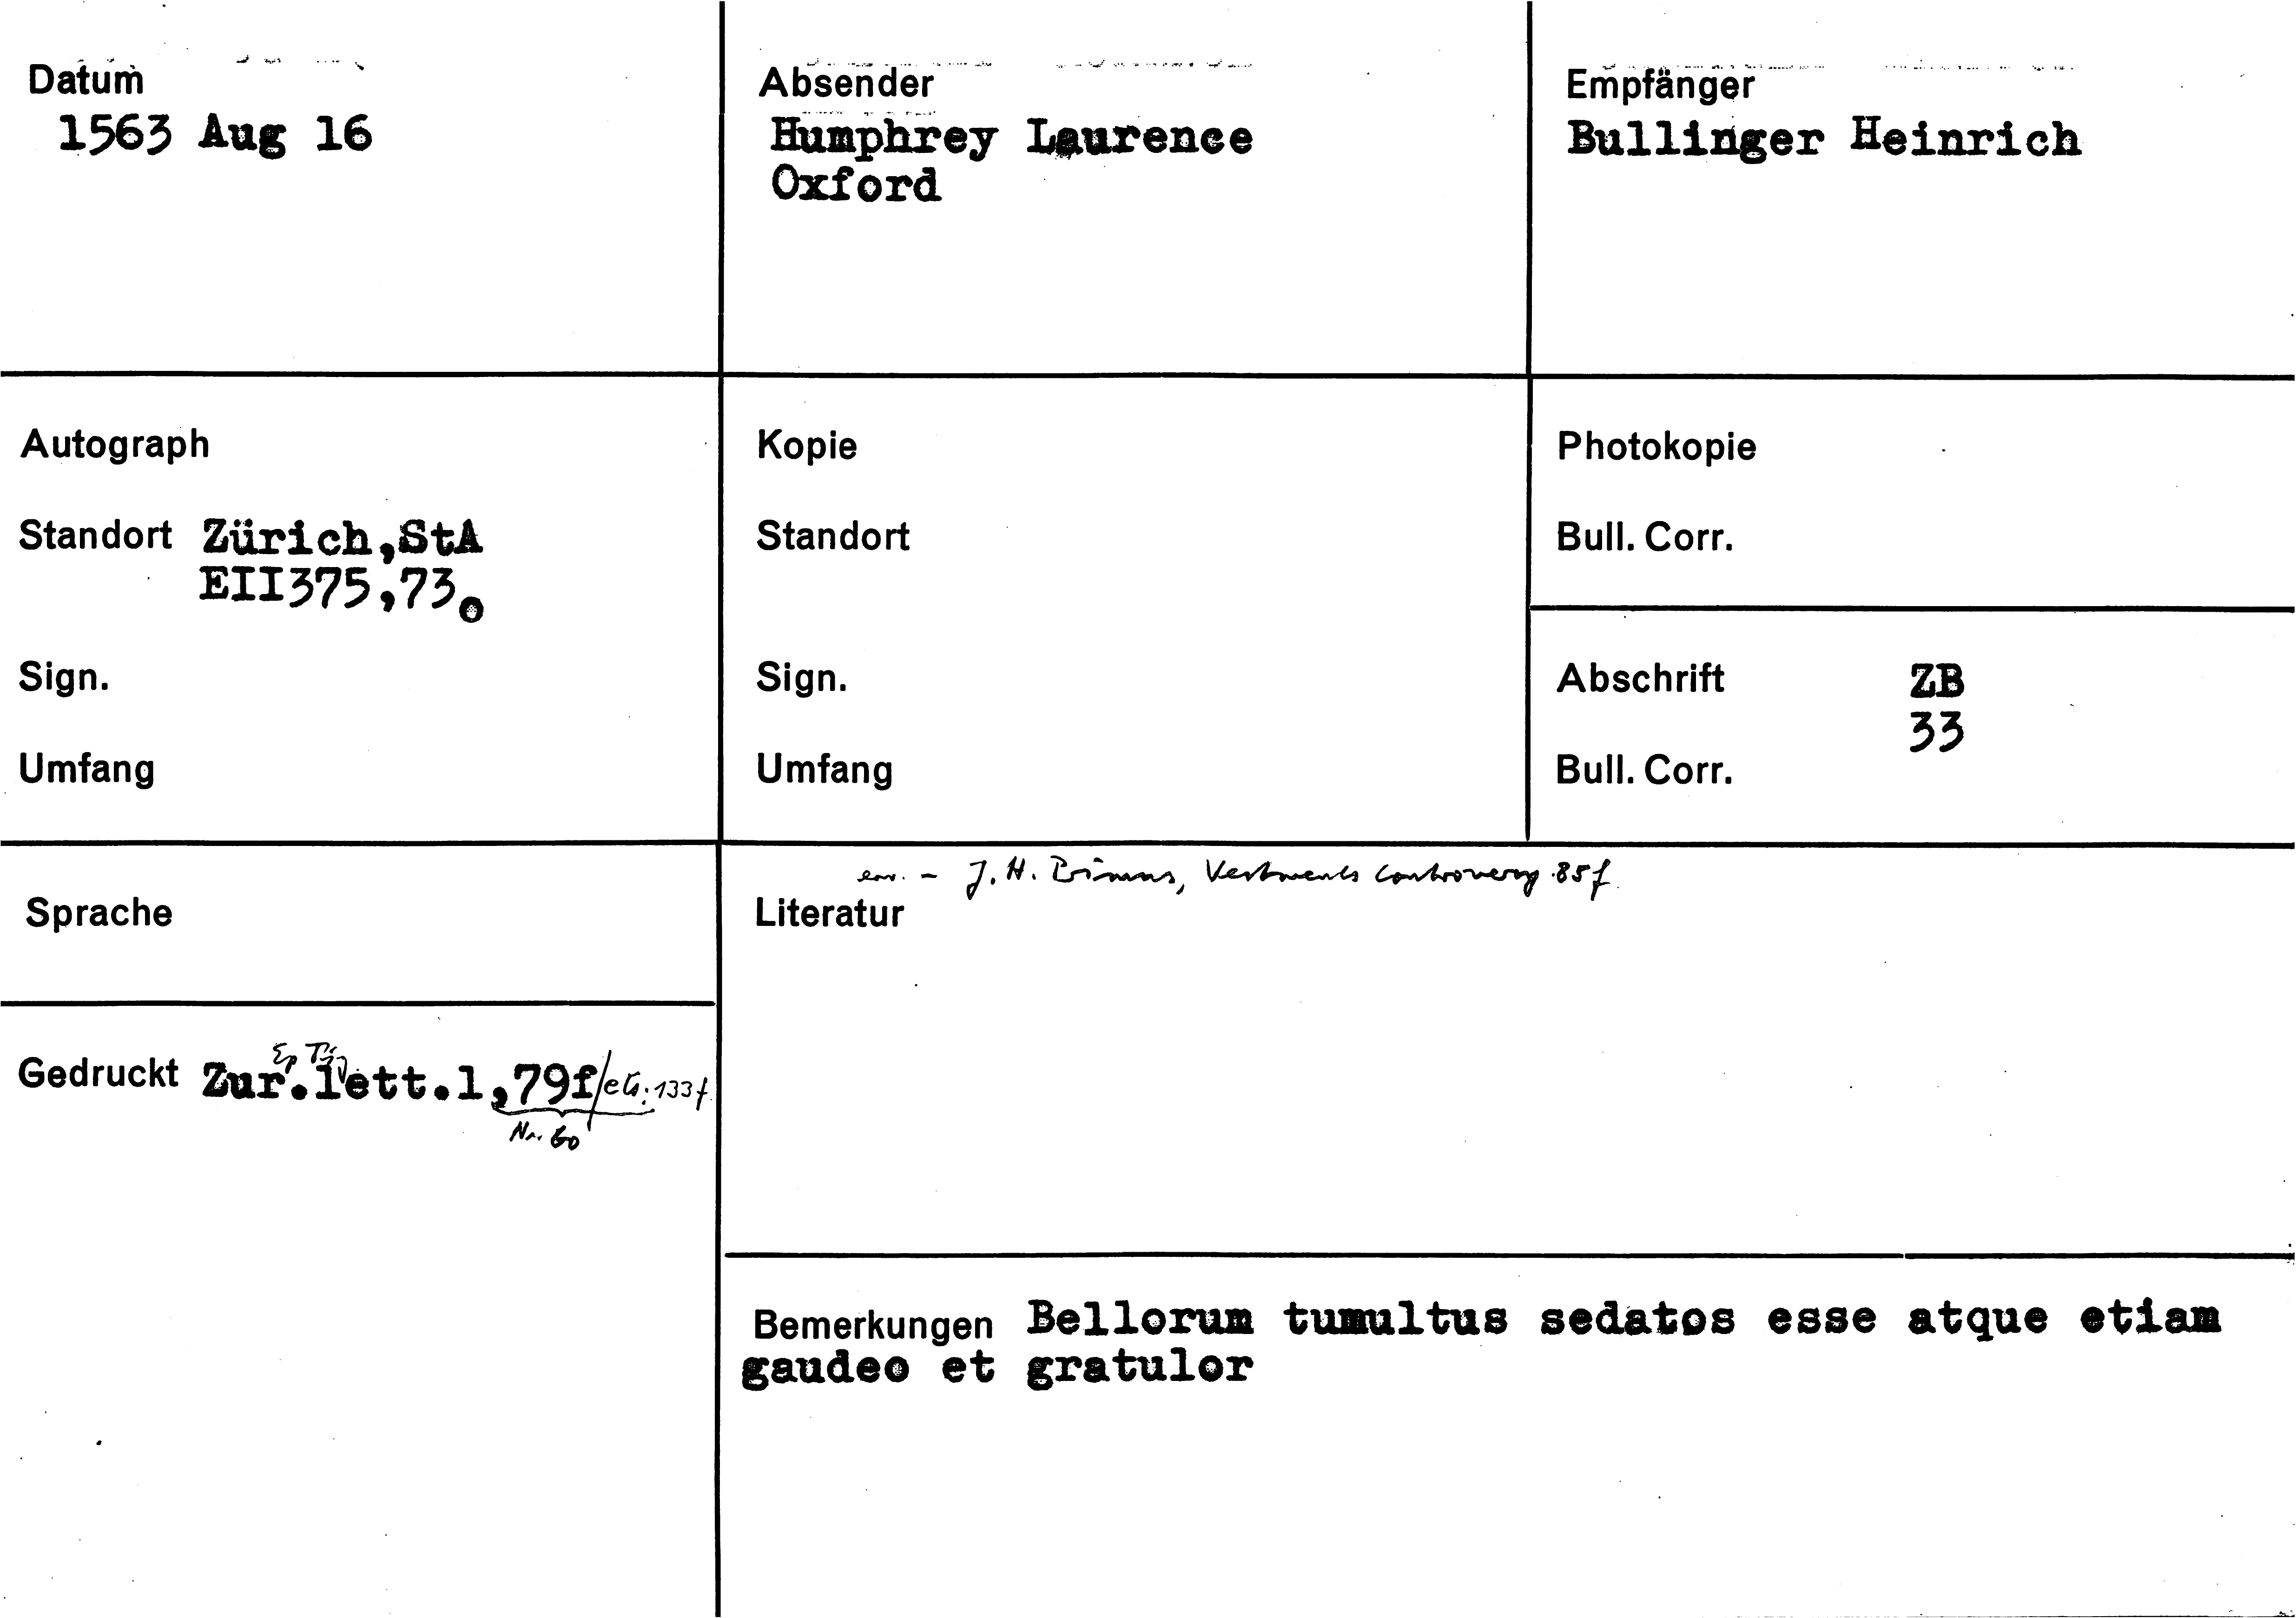 Datum
1563 Aug 16
Absender
Humphrey Laurence
Oxford
Empfänger
Bullinger Heinrich
Autograph
Standort Zürich,StA
EII375,73.
Sign.
Umfang
Kopie
Standort
Sign.
Umfang
Photokopie
Bull. Corr.
Abschrift ZB
33
Bull. Corr.
Sprache
erw. - J. H. Primus, Vestments Controversy 85f
Literatur
Ep Tig
Gedruckt Zur.lett.1,79f/ 133f
Nr. 60
Bemerkungen Bellorum tumultus sedatos esse atque etiam
gaudeo et gratulor